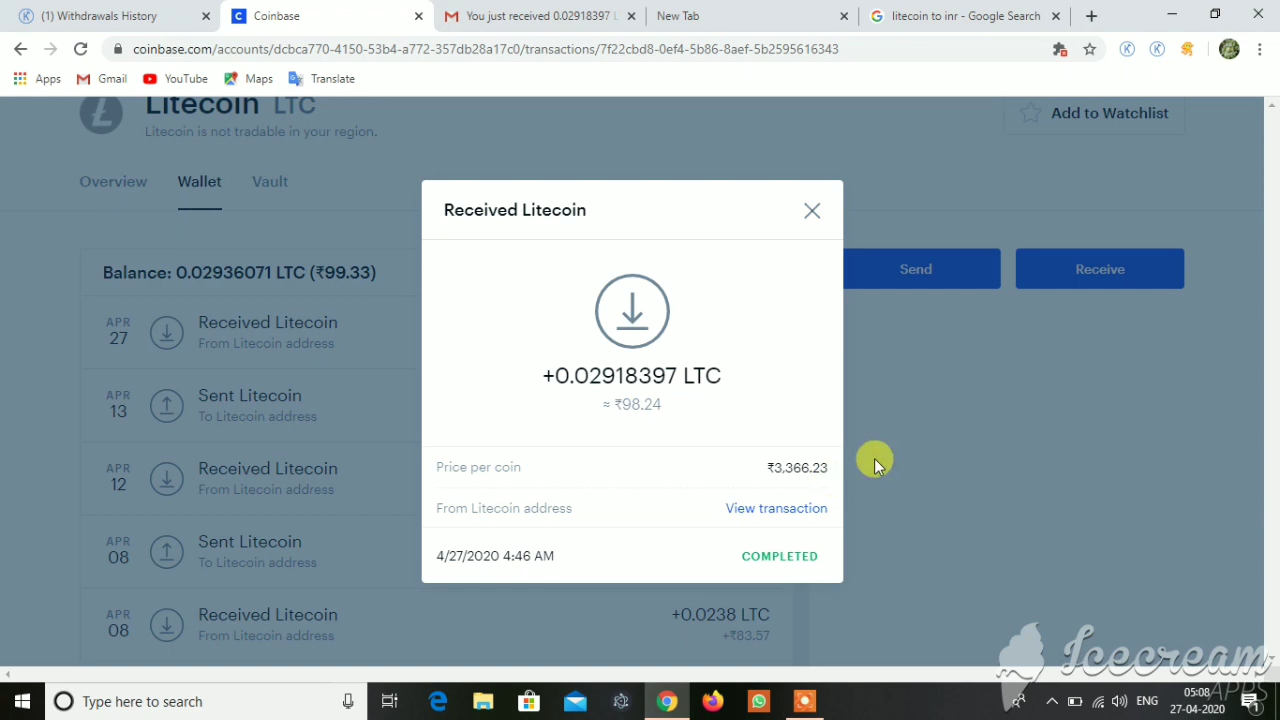 (1) Withdrawals History
Coinbase
You just received 0.02918397 L
New Tab
litecoin to inr - Google Search
coinbase.com/accounts/dcbca770-4150-53b4-a772-357db28a17c0/transactions/7f22cbd8-0ef4-5b86-8aef-5b2595616343
Apps
Gmail
YouTube
Maps
Translate
Litecoin LTC
Litecoin is not tradable in your region.
Add to Watchlist
Overview
Wallet
Vault
Balance: 0.02936071 LTC (₹99.33)
Send
Receive
APR
27
Received Litecoin
From Litecoin address
APR
13
Sent Litecoin
To Litecoin address
APR
12
Received Litecoin
From Litecoin address
APR
08
Sent Litecoin
To Litecoin address
APR
08
Received Litecoin
From Litecoin address
+0.0238 LTC
+₹83.57
Received Litecoin
+0.02918397 LTC
≈ ₹98.24
Price per coin
₹3,366.23
From Litecoin address
View transaction
4/27/2020 4:46 AM
COMPLETED
Icecream
APPS
Type here to search
ENG
05:08
27-04-2020
1